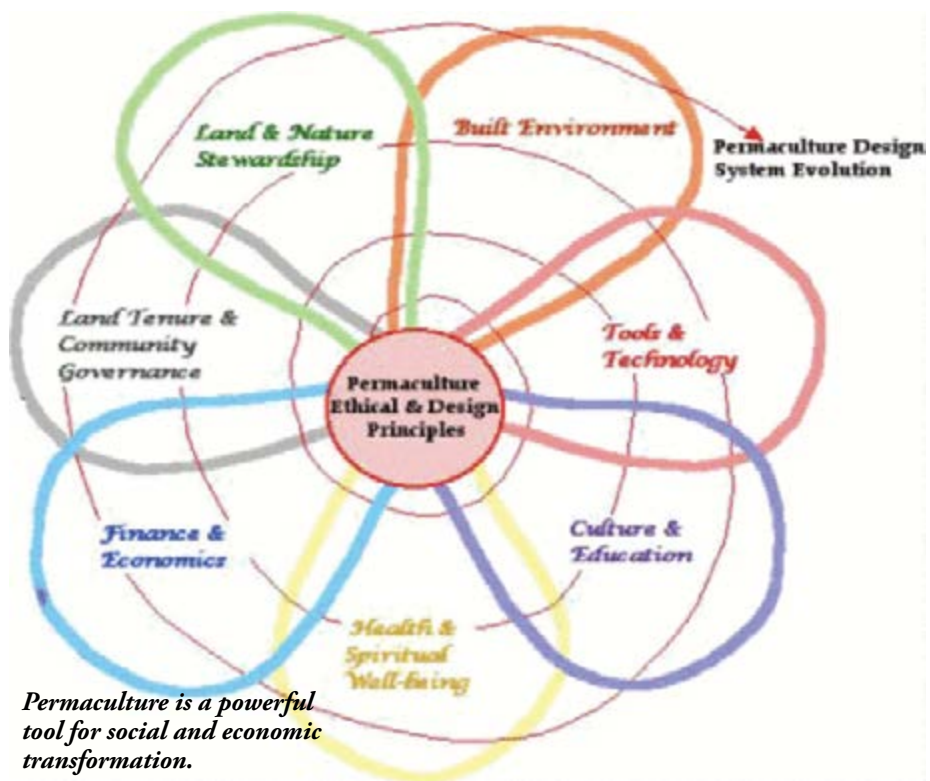 Land & Nature
Stewardship
Built Environment
Permaculture Design
System Evolution
Land Tenure &
Community
Governance
Tools &
Technology
Permaculture
Ethical & Design
Principles
Finance &
Economics
Culture &
Education
Health &
Spiritual
Well-being
Permaculture is a powerful
tool for social and economic
transformation.